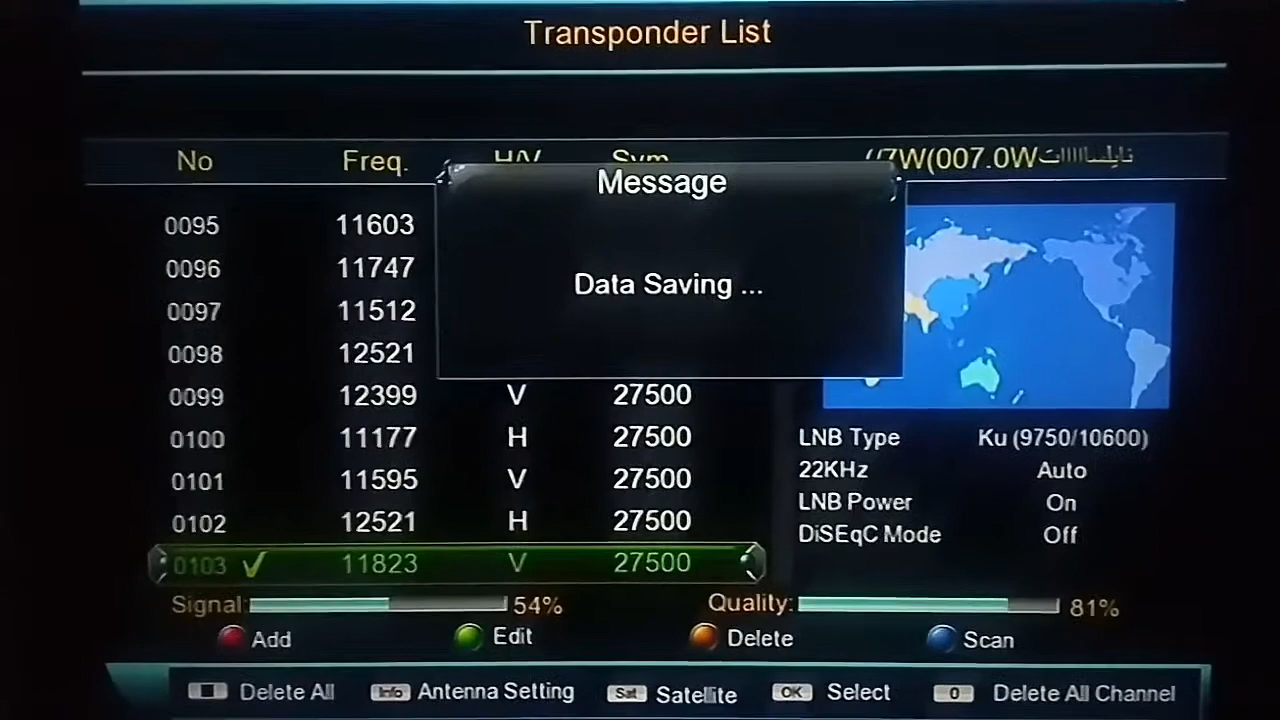 Transponder List
No Freq. H/V Sym
7W(007.0W
Message
Data Saving ...
0095 11603
0096 11747
0097 11512
0098 12521
0099 12399 V 27500
0100 11177 H 27500
0101 11595 V 27500
0102 12521 H 27500
0103 11823 V 27500
LNB Type Ku (9750/10600)
22KHz Auto
LNB Power On
DiSEqC Mode Off
Signal: 54% Quality: 81%
Add Edit Delete Scan
Delete All Info Antenna Setting Sat Satellite OK Select 0 Delete All Channel